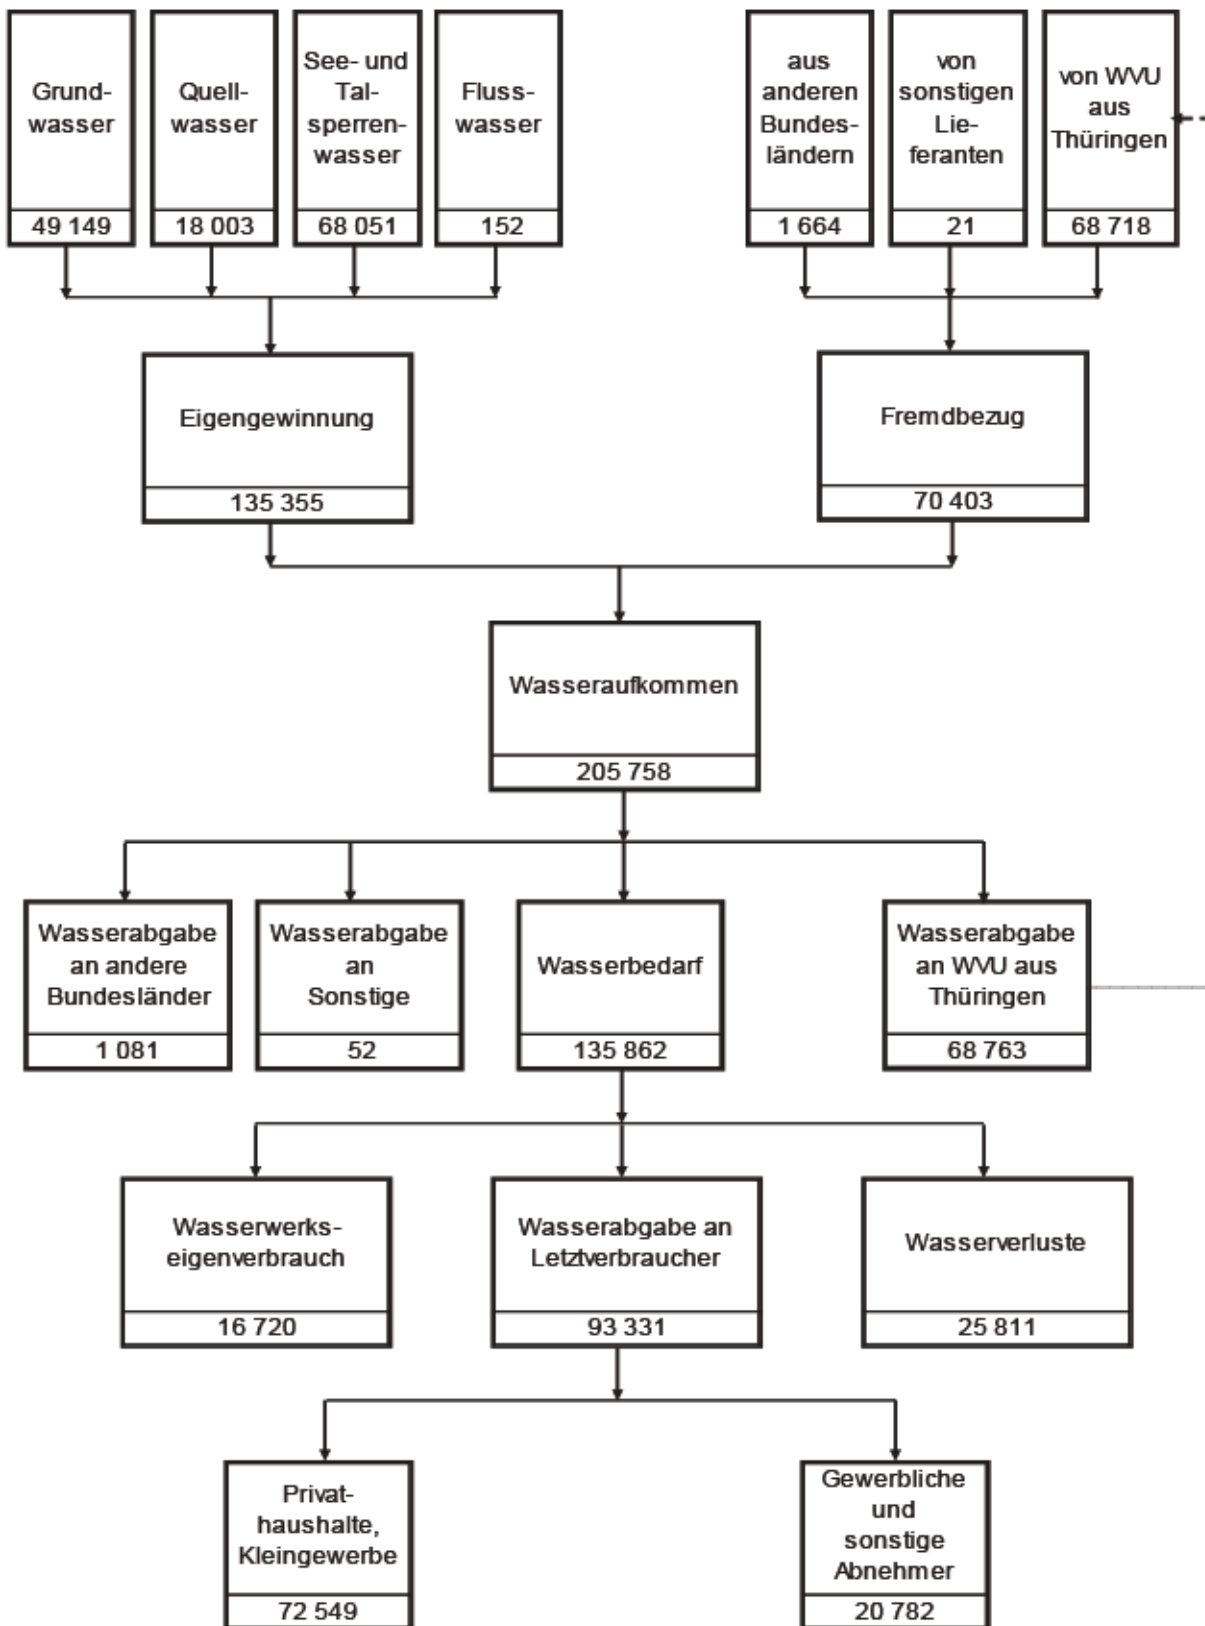 Grund-
wasser
49 149
Quell-
wasser
18 003
See- und
Tal-
sperren-
wasser
68 051
Fluss-
wasser
152
aus
anderen
Bundes-
ländern
1 664
von
sonstigen
Lie-
feranten
21
von WVU
aus
Thüringen
68 718
Eigengewinnung
135 355
Fremdbezug
70 403
Wasseraufkommen
205 758
Wasserabgabe
an andere
Bundesländer
1 081
Wasserabgabe
an
Sonstige
52
Wasserbedarf
135 862
Wasserabgabe
an WVU aus
Thüringen
68 763
Wasserwerks-
eigenverbrauch
16 720
Wasserabgabe an
Letztverbraucher
93 331
Wasserverluste
25 811
Privat-
haushalte,
Kleingewerbe
72 549
Gewerbliche
und
sonstige
Abnehmer
20 782